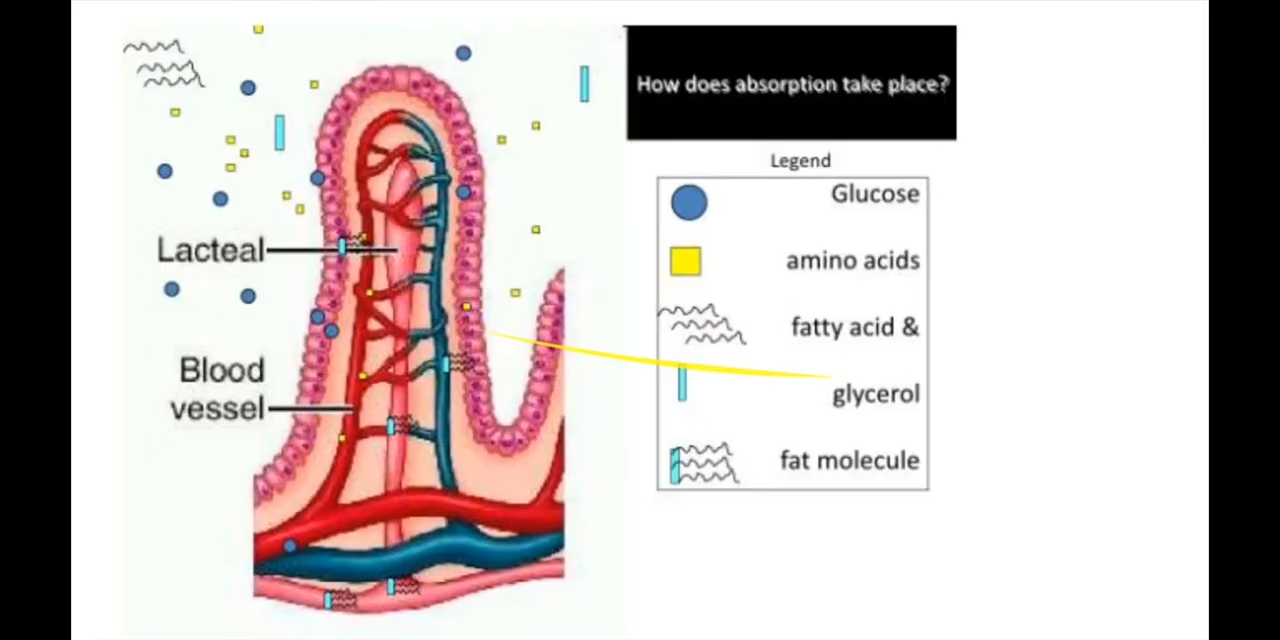 How does absorption take place?
Legend
Glucose
amino acids
fatty acid &
glycerol
fat molecule
Lacteal
Blood
vessel